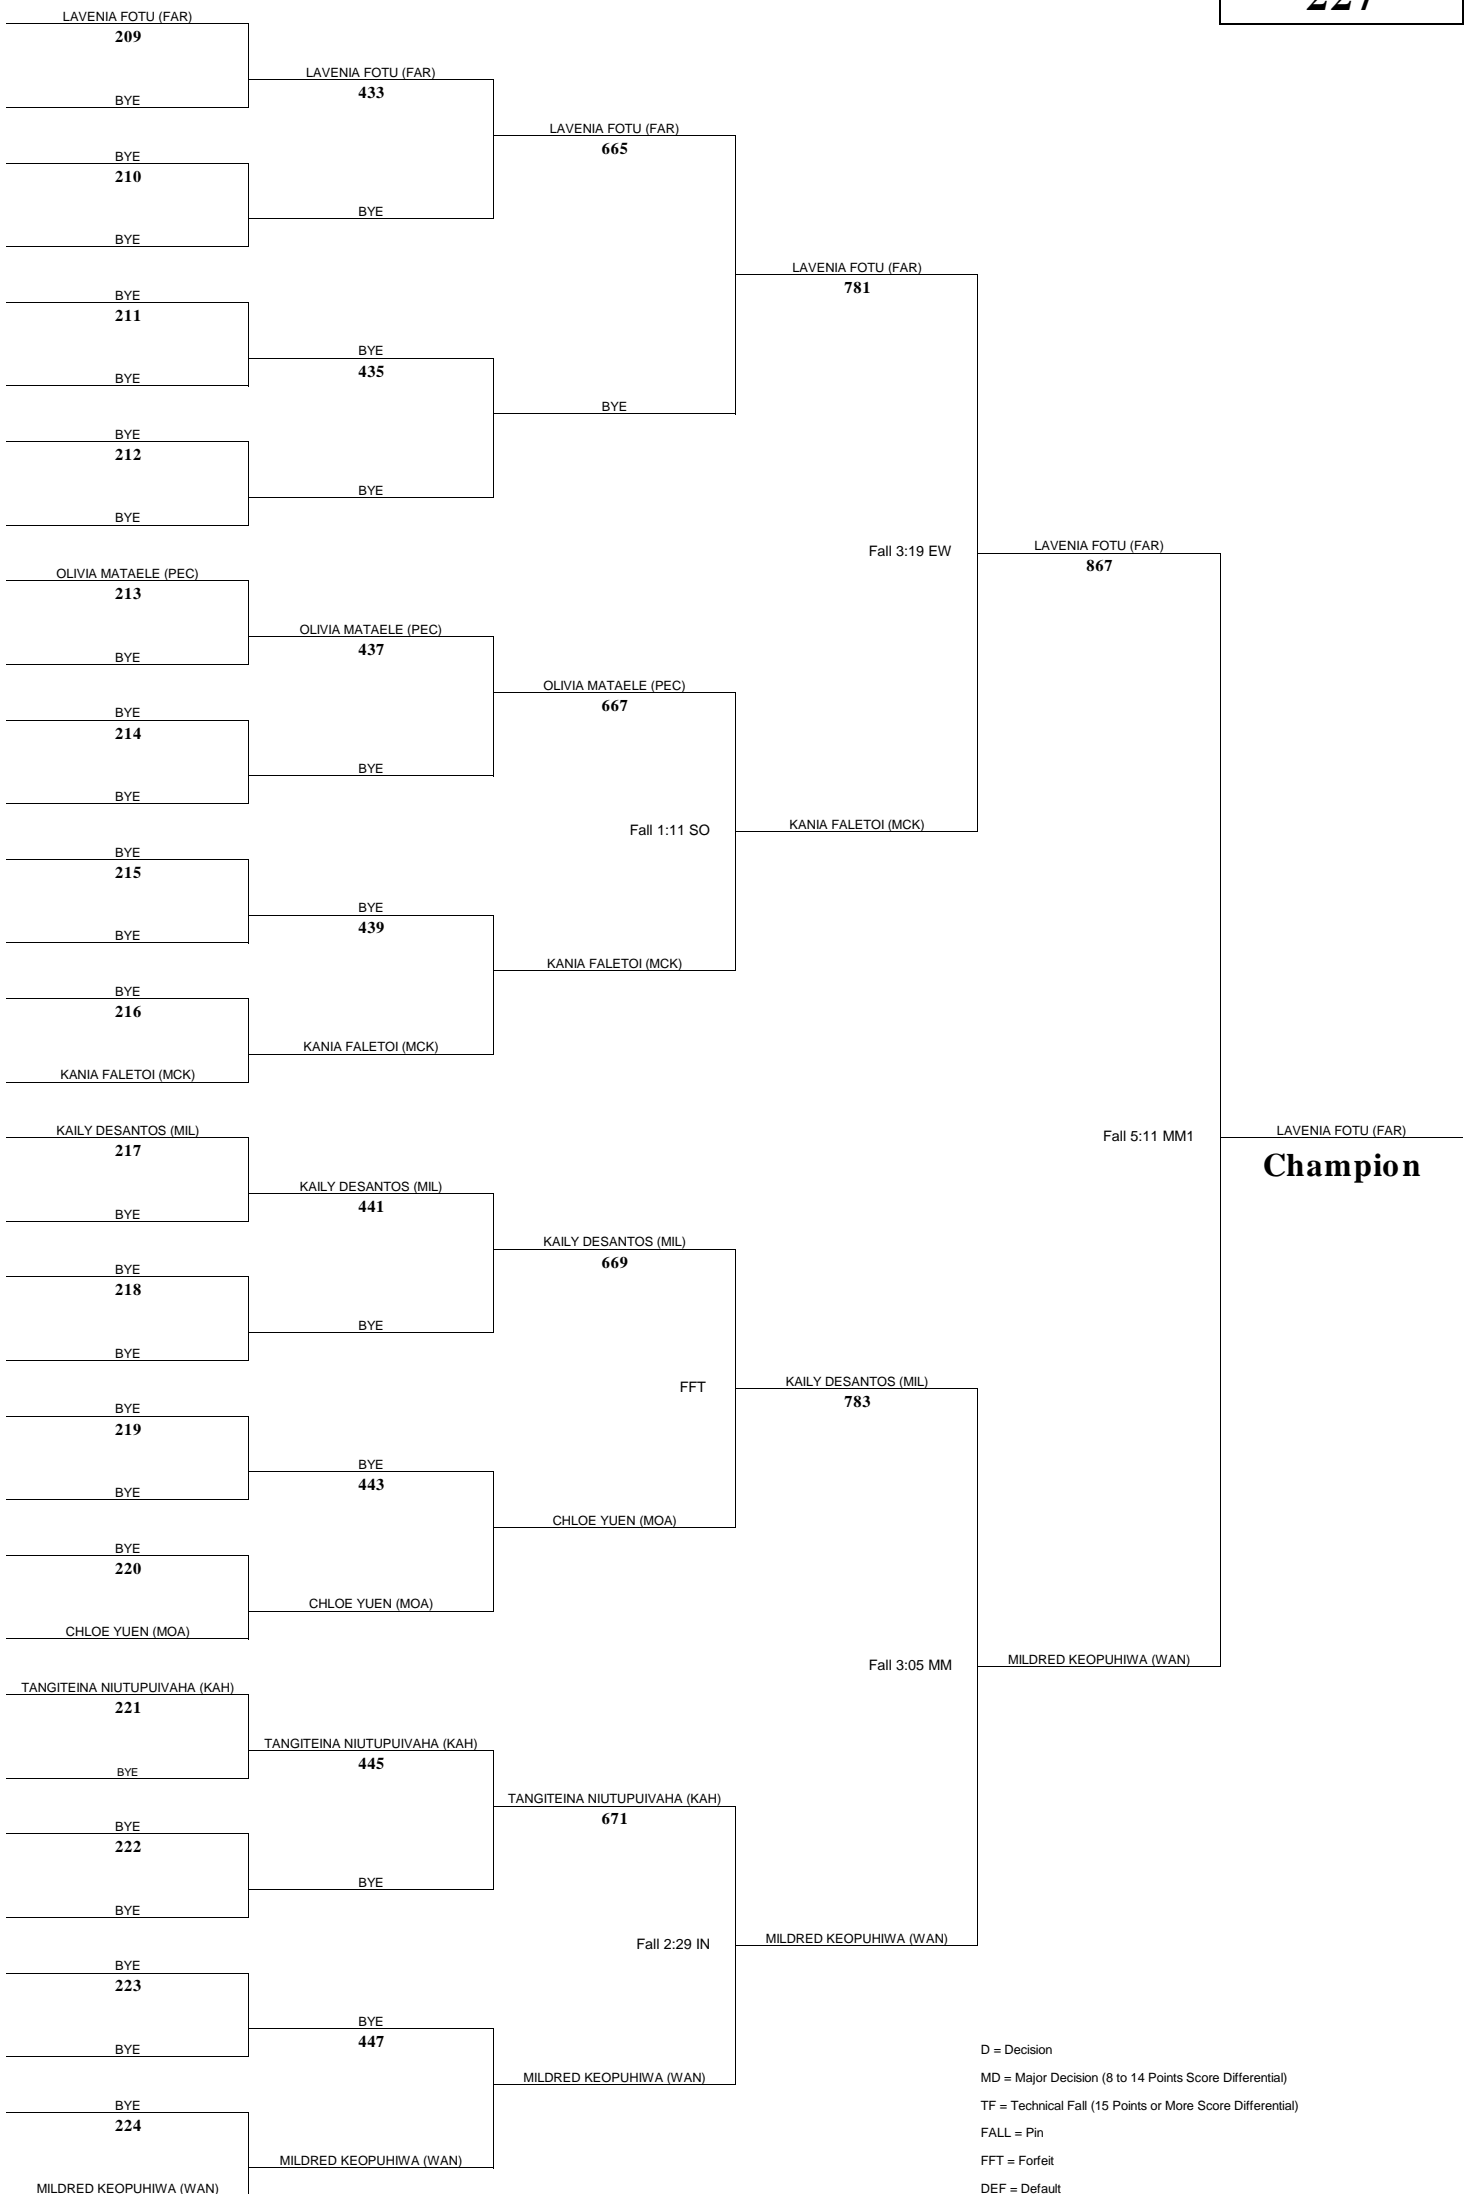 227
LAVENIA FOTU (FAR)
209
BYE
LAVENIA FOTU (FAR)
433
LAVENIA FOTU (FAR)
665
BYE
210
BYE
BYE
LAVENIA FOTU (FAR)
781
BYE
211
BYE
BYE
435
BYE
BYE
212
BYE
BYE
Fall 3:19 EW
LAVENIA FOTU (FAR)
867
OLIVIA MATAELE (PEC)
213
BYE
OLIVIA MATAELE (PEC)
437
OLIVIA MATAELE (PEC)
667
BYE
214
BYE
BYE
Fall 1:11 SO
KANIA FALETOI (MCK)
BYE
215
BYE
BYE
439
KANIA FALETOI (MCK)
BYE
216
KANIA FALETOI (MCK)
KANIA FALETOI (MCK)
Fall 5:11 MM1
LAVENIA FOTU (FAR)
Champion
KAILY DESANTOS (MIL)
217
BYE
KAILY DESANTOS (MIL)
441
KAILY DESANTOS (MIL)
669
BYE
218
BYE
BYE
FFT
KAILY DESANTOS (MIL)
783
BYE
219
BYE
BYE
443
CHLOE YUEN (MOA)
BYE
220
CHLOE YUEN (MOA)
CHLOE YUEN (MOA)
Fall 3:05 MM
MILDRED KEOPUHIWA (WAN)
TANGITEINA NIUTUPUIVAHA (KAH)
221
BYE
TANGITEINA NIUTUPUIVAHA (KAH)
445
TANGITEINA NIUTUPUIVAHA (KAH)
671
BYE
222
BYE
BYE
Fall 2:29 IN
MILDRED KEOPUHIWA (WAN)
BYE
223
BYE
BYE
447
MILDRED KEOPUHIWA (WAN)
BYE
224
MILDRED KEOPUHIWA (WAN)
MILDRED KEOPUHIWA (WAN)
D = Decision
MD = Major Decision (8 to 14 Points Score Differential)
TF = Technical Fall (15 Points or More Score Differential)
FALL = Pin
FFT = Forfeit
DEF = Default